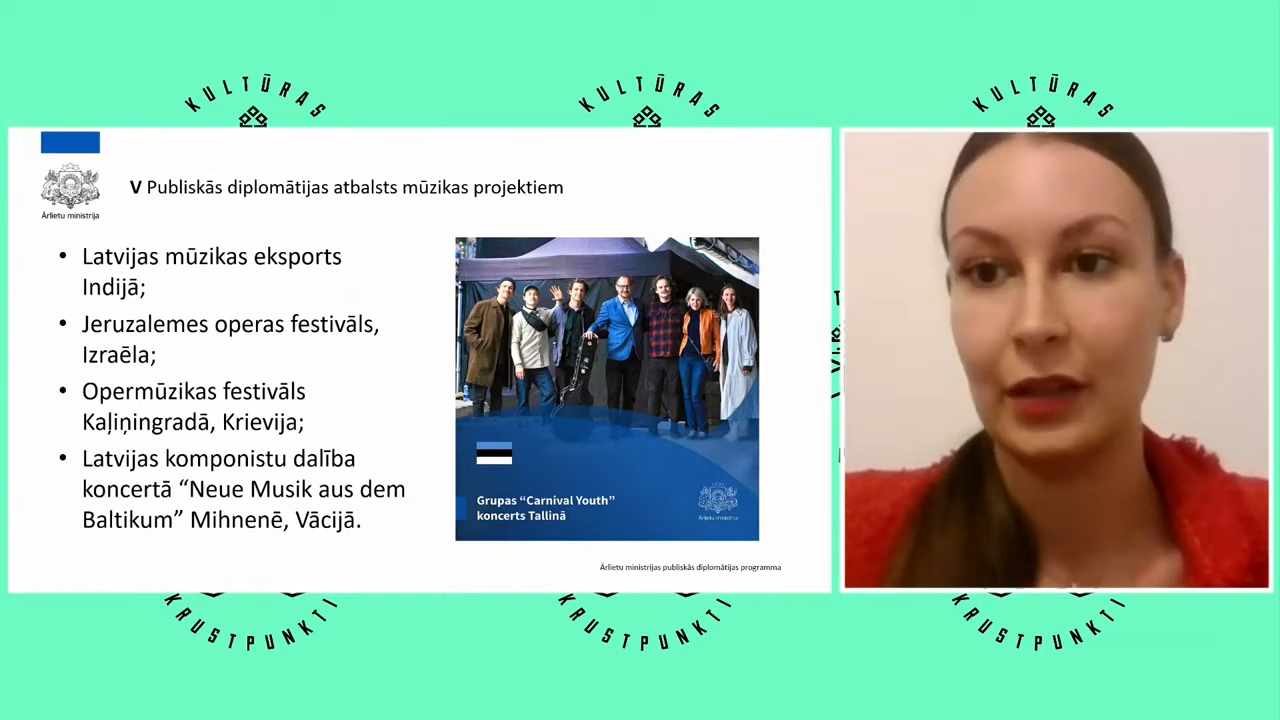 KULTŪRAS
KULTŪRAS
KULTŪRAS
Ārlietu ministrija
V Publiskās diplomātijas atbalsts mūzikas projektiem
• Latvijas mūzikas eksports
Indijā;
• Jeruzalemes operas festivāls,
Izraēla;
• Opermūzikas festivāls
Kaļiņingradā, Krievija;
• Latvijas komponistu dalība
koncertā “Neue Musik aus dem
Baltikum” Mihnenē, Vācijā.
Grupas “Carnival Youth”
koncerts Tallinā
Ārlietu ministrija
Ārlietu ministrijas publiskās diplomātijas programma
KRUSTPUNKTI
KRUSTPUNKTI
KRUSTPUNKTI